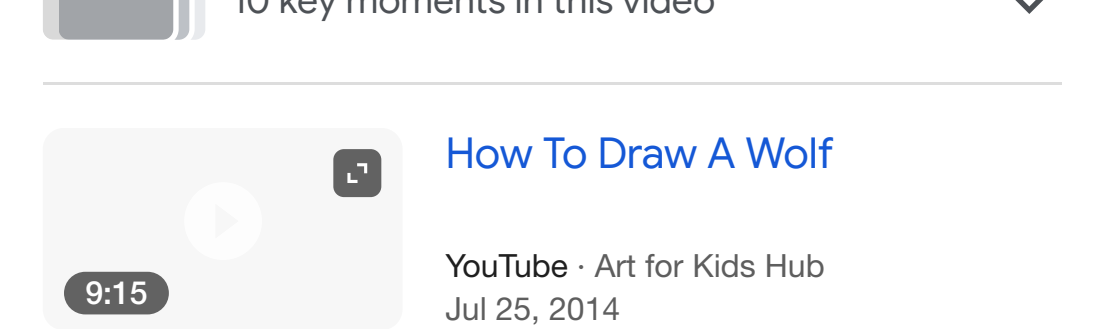 10 key moments in this video
How To Draw A Wolf
YouTube · Art for Kids Hub
9:15
Jul 25, 2014